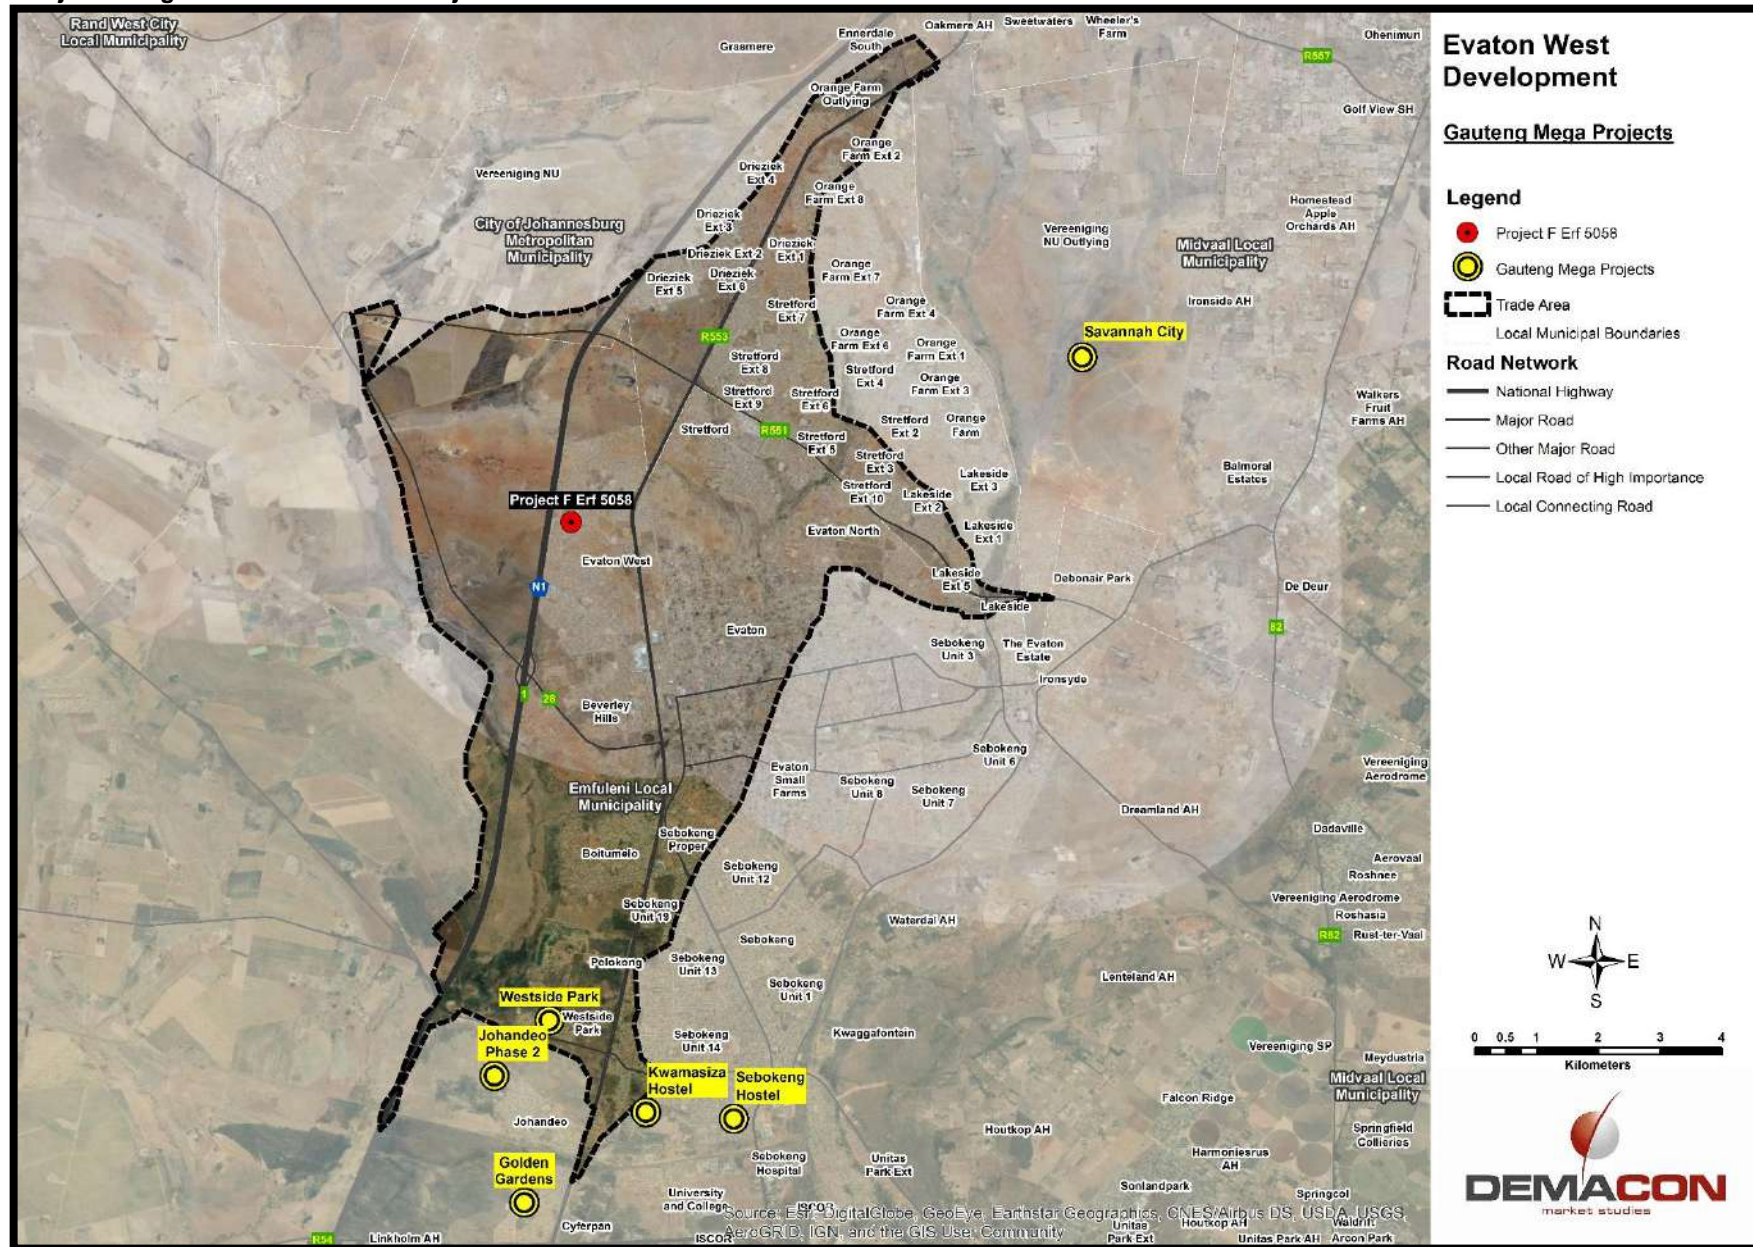 Rand West City
Local Municipality
Grasmere
Ennerdale
South
Oakmere AH
Sweetwaters
Wheeler's
Farm
Ohenimuri
R557
Golf View SH
Orange Farm
Outlying
Orange
Farm Ext 2
Vereeniging NU
Drieziek
Ext 4
Orange
Farm Ext 8
City of Johannesburg
Metropolitan
Municipality
Drieziek
Ext 3
Drieziek Ext 2
Drieziek
Ext 1
Drieziek
Ext 5
Drieziek
Ext 6
Orange
Farm Ext 7
Vereeniging
NU Outlying
Midvaal Local
Municipality
Homestead
Apple
Orchards AH
Ironside AH
Stretford
Ext 7
Orange
Farm Ext 4
R553
Orange
Farm Ext 6
Orange
Farm Ext 1
Savannah City
Stretford
Ext 8
Stretford
Ext 4
Orange
Farm Ext 3
Stretford
Ext 9
Stretford
Ext 6
Walkers
Fruit
Farms AH
Stretford
R551
Stretford
Ext 5
Stretford
Ext 2
Orange
Farm
Stretford
Ext 3
Stretford
Ext 10
Lakeside
Ext 3
Lakeside
Ext 2
Balmoral
Estates
Project F Erf 5058
Evaton North
Lakeside
Ext 1
Evaton West
N1
Lakeside
Ext 5
Debonair Park
De Deur
Lakeside
82
Evaton
Sebokeng
Unit 3
The Evaton
Estate
Ironsyde
1
28
Beverley
Hills
Sebokeng
Unit 6
Evaton
Small
Farms
Sebokeng
Unit 8
Sebokeng
Unit 7
Vereeniging
Aerodrome
Emfuleni Local
Municipality
Dreamland AH
Dadaville
Sebokeng
Proper
Boitumelo
Sebokeng
Unit 12
Aerovaal
Roshnee
Vereeniging Aerodrome
Roshasia
Sebokeng
Unit 19
Waterdal AH
R82
Rust-ter-Vaal
Sebokeng
Polokong
Sebokeng
Unit 13
Sebokeng
Unit 1
Lenteland AH
Westside Park
Westside
Park
Johandeo
Phase 2
Sebokeng
Unit 14
Kwaggafontein
Vereeniging SP
Meydustria
Kwamasiza
Hostel
Sebokeng
Hostel
Midvaal Local
Municipality
Falcon Ridge
Johandeo
Houtkop AH
Springfield
Collieries
Golden
Gardens
Sebokeng
Hospital
Unitas
Park Ext
Harmoniesrus
AH
Sonlandpark
Springcol
University
and College
ISCOR
Source: Esri, DigitalGlobe, GeoEye, Earthstar Geographics, CNES/Airbus DS, USDA, USGS,
AeroGRID, IGN, and the GIS User Community
Cyferpan
ISCOR
Unitas
Park Ext
Houtkop AH
Waldrift
Unitas Park AH
Arcon Park
R54
Linkholm AH
Evaton West
Development
Gauteng Mega Projects
Legend
Project F Erf 5058
Gauteng Mega Projects
Trade Area
Local Municipal Boundaries
Road Network
National Highway
Major Road
Other Major Road
Local Road of High Importance
Local Connecting Road
N
W E
S
0 0.5 1 2 3 4
Kilometers
DEMACON
market studies